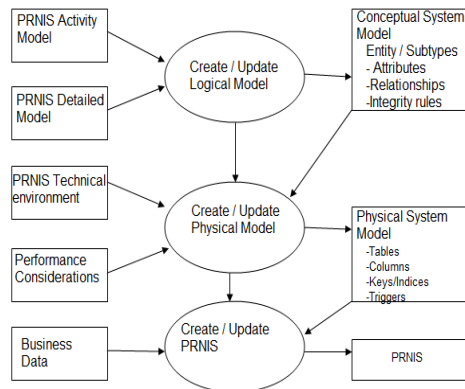 PRNIS Activity
Model
Conceptual System
Model
Entity / Subtypes
- Attributes
-Relationships
-Integrity rules
Create / Update
Logical Model
PRNIS Detailed
Model
PRNIS Technical
environment
Create / Update
Physical Model
Physical System
Model
-Tables
-Columns
-Keys/Indices
-Triggers
Performance
Considerations
Create / Update
PRNIS
Business
Data
PRNIS